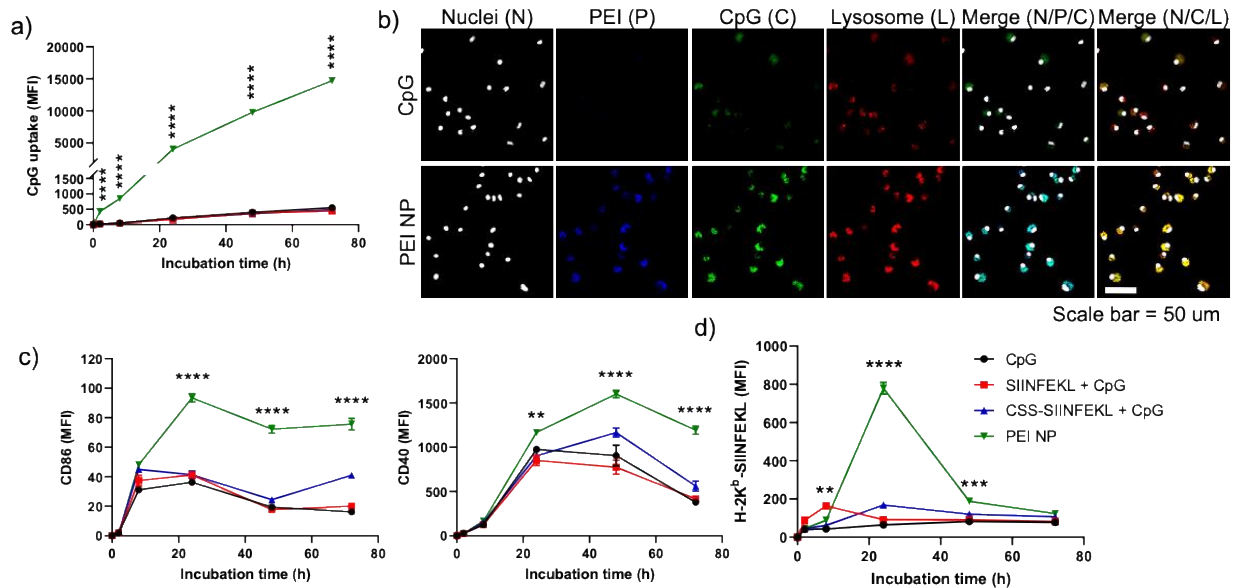 a)
CpG uptake (MFI)
20000
15000
10000
5000
1500
500
0
0 20 40 60 80
Incubation time (h)
****
****
****
****
****
b)
Nuclei (N) PEI (P) CpG (C) Lysosome (L) Merge (N/P/C) Merge (N/C/L)
CpG
PEI NP
Scale bar = 50 um
c)
CD86 (MFI)
120
100
80
60
40
20
0
0 20 40 60 80
Incubation time (h)
****
****
****
CD40 (MFI)
2000
1500
1000
500
0
0 20 40 60 80
Incubation time (h)
**
****
****
d)
H-2Kᵇ-SIINFEKL (MFI)
1000
800
600
400
200
0
0 20 40 60 80
Incubation time (h)
**
****
***
CpG
SIINFEKL + CpG
CSS-SIINFEKL + CpG
PEI NP